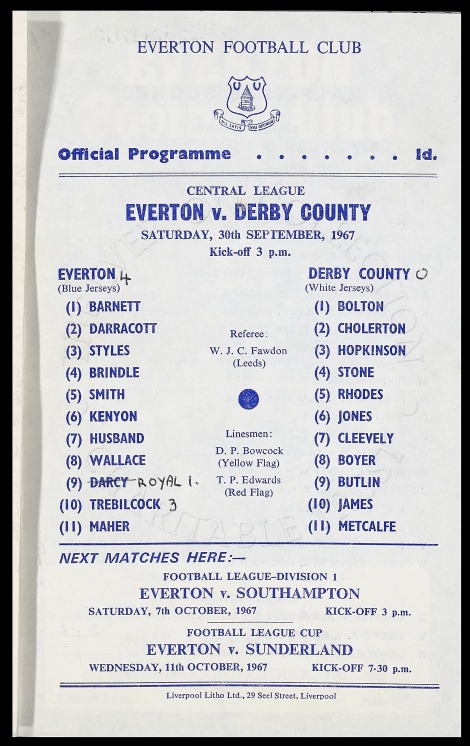 EVERTON FOOTBALL CLUB
NIL SATIS NISI OPTIMUM
Official Programme . . . . . . . 1d.
CENTRAL LEAGUE
EVERTON v. DERBY COUNTY
SATURDAY, 30th SEPTEMBER, 1967
Kick-off 3 p.m.
EVERTON 4
(Blue Jerseys)
(1) BARNETT
(2) DARRACOTT
(3) STYLES
(4) BRINDLE
(5) SMITH
(6) KENYON
(7) HUSBAND
(8) WALLACE
(9) DARCY ROYAL 1.
(10) TREBILCOCK 3
(11) MAHER
Referee:
W. J. C. Fawdon
(Leeds)
Linesmen:
D. P. Bowcock
(Yellow Flag)
T. P. Edwards
(Red Flag)
DERBY COUNTY 0
(White Jerseys)
(1) BOLTON
(2) CHOLERTON
(3) HOPKINSON
(4) STONE
(5) RHODES
(6) JONES
(7) CLEEVELY
(8) BOYER
(9) BUTLIN
(10) JAMES
(11) METCALFE
NEXT MATCHES HERE:—
FOOTBALL LEAGUE–DIVISION 1
EVERTON v. SOUTHAMPTON
SATURDAY, 7th OCTOBER, 1967 KICK-OFF 3 p.m.
FOOTBALL LEAGUE CUP
EVERTON v. SUNDERLAND
WEDNESDAY, 11th OCTOBER, 1967 KICK-OFF 7·30 p.m.
Liverpool Litho Ltd., 29 Seel Street, Liverpool